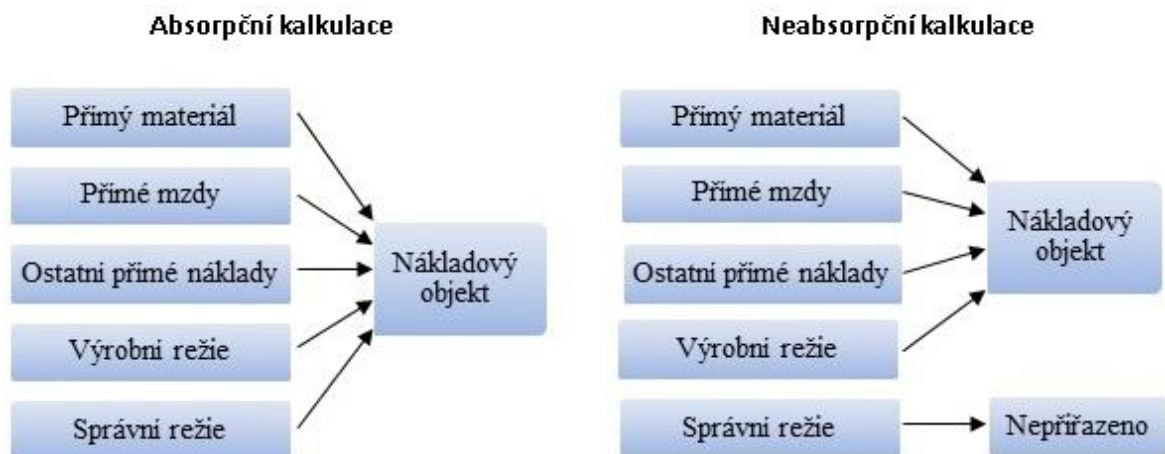 Absorpční kalkulace
Přímý materiál
Přímé mzdy
Ostatní přímé náklady
Výrobní režie
Správní režie
Nákladový
objekt
Neabsorpční kalkulace
Přímý materiál
Přímé mzdy
Ostatní přímé náklady
Výrobní režie
Správní režie
Nákladový
objekt
Nepřiřazeno